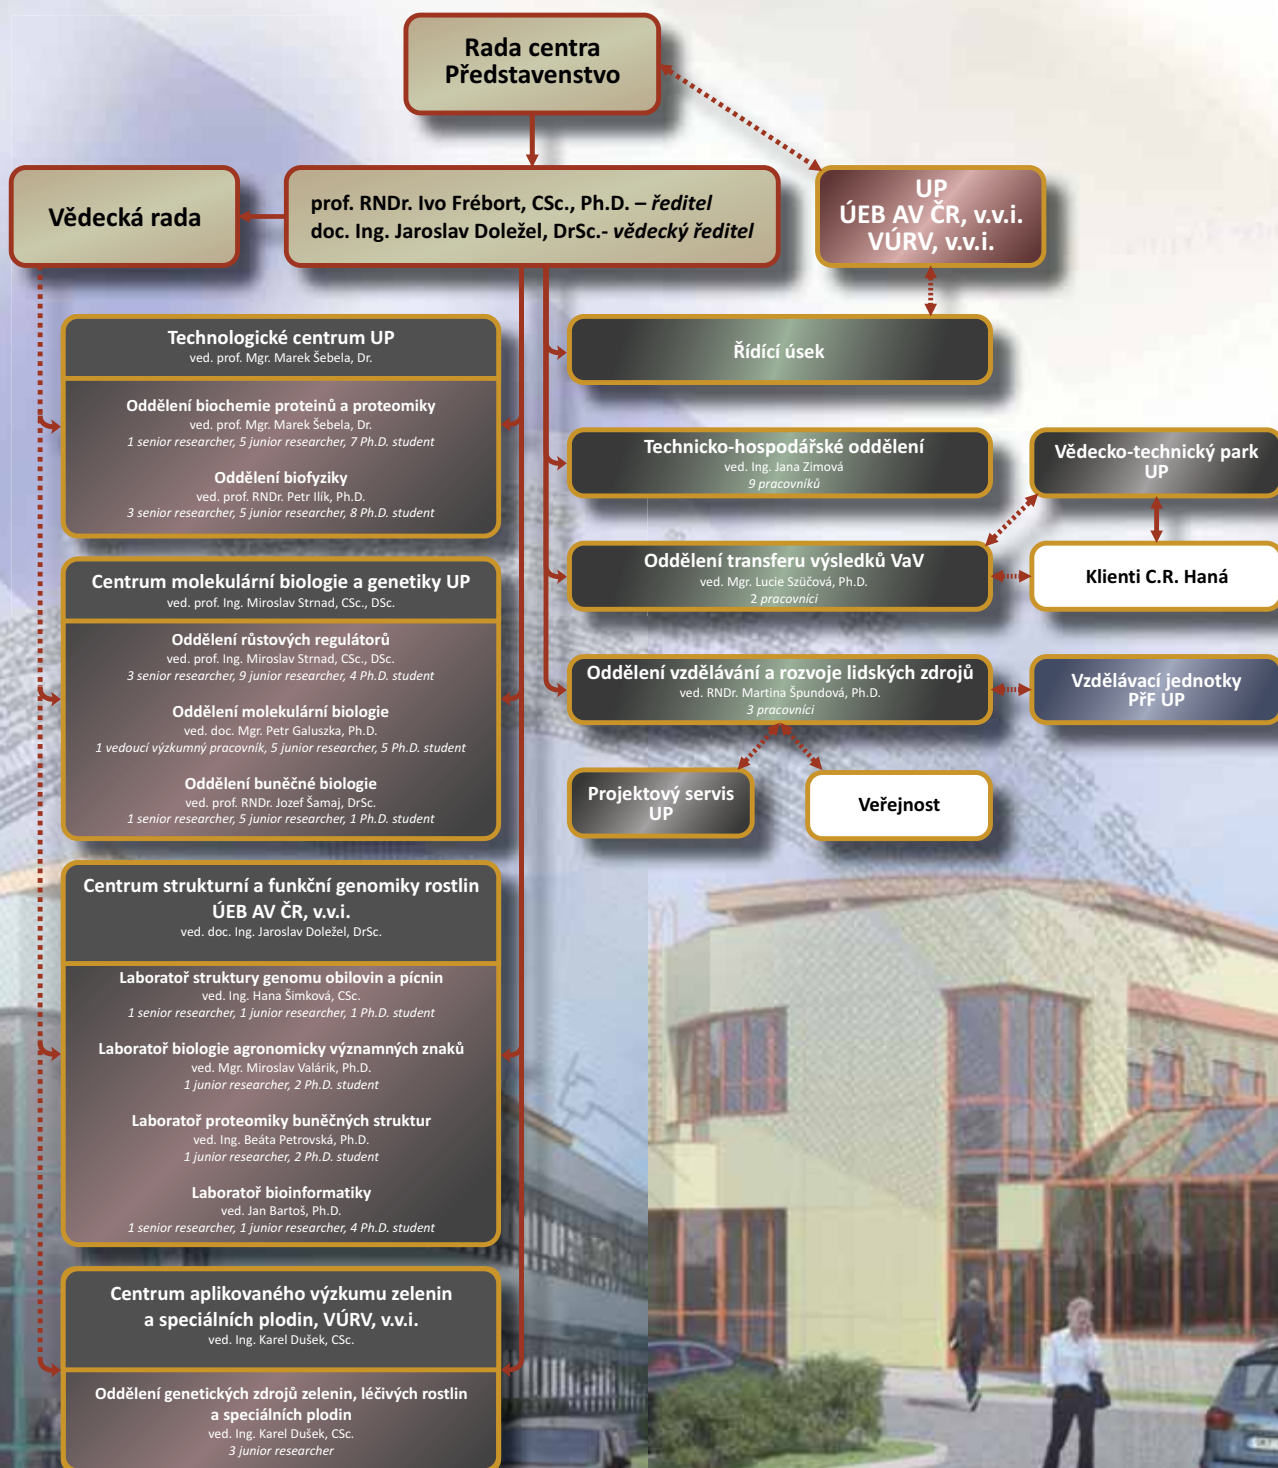 Rada centra
Představenstvo
Vědecká rada
prof. RNDr. Ivo Frébort, CSc., Ph.D. – ředitel
doc. Ing. Jaroslav Doležel, DrSc.- vědecký ředitel
UP
ÚEB AV ČR, v.v.i.
VÚRV, v.v.i.
Technologické centrum UP
ved. prof. Mgr. Marek Šebela, Dr.
Oddělení biochemie proteinů a proteomiky
ved. prof. Mgr. Marek Šebela, Dr.
1 senior researcher, 5 junior researcher, 7 Ph.D. student
Oddělení biofyziky
ved. prof. RNDr. Petr Ilík, Ph.D.
3 senior researcher, 5 junior researcher, 8 Ph.D. student
Centrum molekulární biologie a genetiky UP
ved. prof. Ing. Miroslav Strnad, CSc., DSc.
Oddělení růstových regulátorů
ved. prof. Ing. Miroslav Strnad, CSc., DSc.
3 senior researcher, 9 junior researcher, 4 Ph.D. student
Oddělení molekulární biologie
ved. doc. Mgr. Petr Galuszka, Ph.D.
1 vedoucí výzkumný pracovník, 5 junior researcher, 5 Ph.D. student
Oddělení buněčné biologie
ved. prof. RNDr. Jozef Šamaj, DrSc.
1 senior researcher, 5 junior researcher, 1 Ph.D. student
Centrum strukturní a funkční genomiky rostlin
ÚEB AV ČR, v.v.i.
ved. doc. Ing. Jaroslav Doležel, DrSc.
Laboratoř struktury genomu obilovin a pícnin
ved. Ing. Hana Šimková, CSc.
1 senior researcher, 1 junior researcher, 1 Ph.D. student
Laboratoř biologie agronomicky významných znaků
ved. Mgr. Miroslav Valárik, Ph.D.
1 junior researcher, 2 Ph.D. student
Laboratoř proteomiky buněčných struktur
ved. Ing. Beáta Petrovská, Ph.D.
1 junior researcher, 2 Ph.D. student
Laboratoř bioinformatiky
ved. Jan Bartoš, Ph.D.
1 senior researcher, 1 junior researcher, 4 Ph.D. student
Centrum aplikovaného výzkumu zelenin
a speciálních plodin, VÚRV, v.v.i.
ved. Ing. Karel Dušek, CSc.
Oddělení genetických zdrojů zelenin, léčivých rostlin
a speciálních plodin
ved. Ing. Karel Dušek, CSc.
3 junior researcher
Řídící úsek
Technicko-hospodářské oddělení
ved. Ing. Jana Zimová
9 pracovníků
Vědecko-technický park
UP
Oddělení transferu výsledků VaV
ved. Mgr. Lucie Szüčová, Ph.D.
2 pracovníci
Klienti C.R. Haná
Oddělení vzdělávání a rozvoje lidských zdrojů
ved. RNDr. Martina Špundová, Ph.D.
3 pracovníci
Vzdělávací jednotky
PřF UP
Projektový servis
UP
Veřejnost